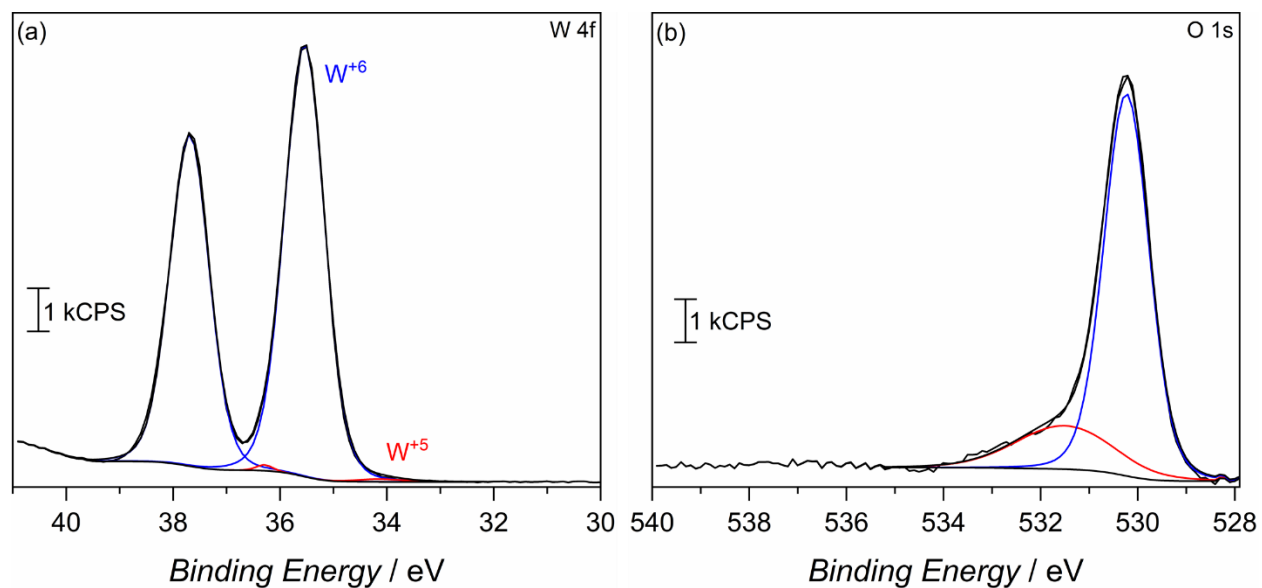 (a)
W 4f
W+6
1 kCPS
W+5
40 38 36 34 32 30
Binding Energy / eV
(b)
O 1s
1 kCPS
540 538 536 534 532 530 528
Binding Energy / eV